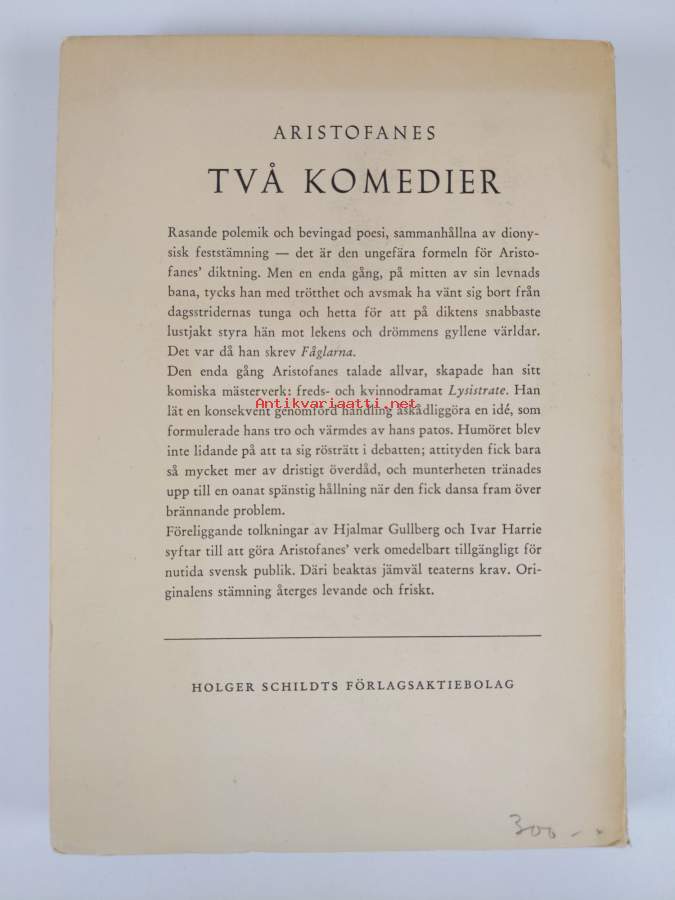 ARISTOFANES
TVÅ KOMEDIER
Rasande polemik och bevingad poesi, sammanhållna av diony-
sisk feststämning — det är den ungefära formeln för Aristo-
fanes' diktning. Men en enda gång, på mitten av sin levnads
bana, tycks han med trötthet och avsmak ha vänt sig bort från
dagsstridernas tunga och hetta för att på diktens snabbaste
lustjakt styra hän mot lekens och drömmens gyllene världar.
Det var då han skrev Fåglarna.
Den enda gång Aristofanes talade allvar, skapade han sitt
komiska mästerverk: freds- och kvinnodramat Lysistrate. Han
Antikvariaatti.net
lät en konsekvent genomförd handling åskådliggöra en idé, som
formulerade hans tro och värmdes av hans patos. Humöret blev
inte lidande på att ta sig rösträtt i debatten; attityden fick bara
så mycket mer av dristigt överdåd, och munterheten tränades
upp till en oanat spänstig hållning när den fick dansa fram över
brännande problem.
Föreliggande tolkningar av Hjalmar Gullberg och Ivar Harrie
syftar till att göra Aristofanes' verk omedelbart tillgängligt för
nutida svensk publik. Däri beaktas jämväl teaterns krav. Ori-
ginalens stämning återges levande och friskt.
HOLGER SCHILDTS FÖRLAGSAKTIEBOLAG
300 -